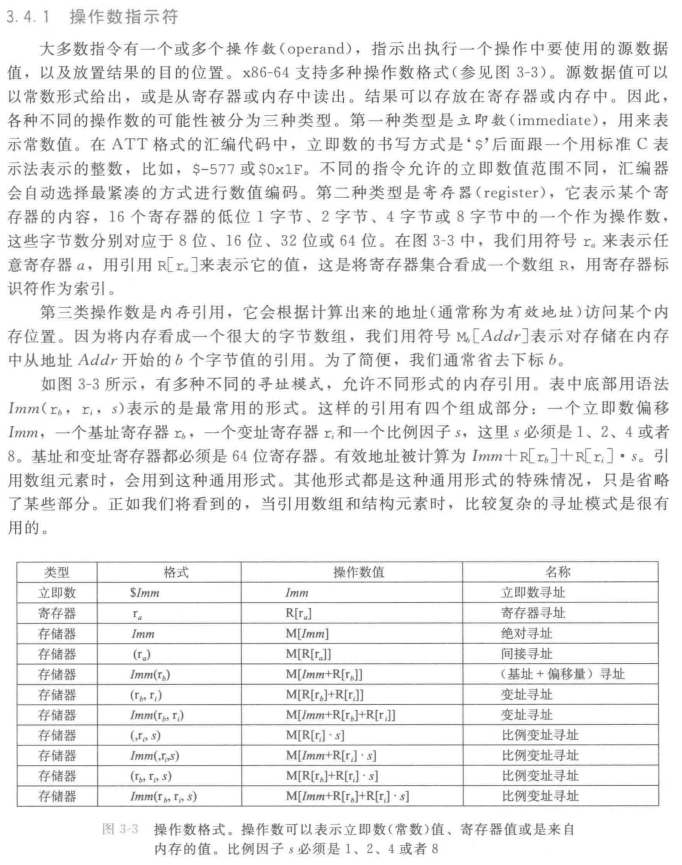 3.4.1 操作数指示符
大多数指令有一个或多个操作数(operand)，指示出执行一个操作中要使用的源数据
值，以及放置结果的目的位置。x86-64 支持多种操作数格式(参见图 3-3)。源数据值可以
以常数形式给出，或是从寄存器或内存中读出。结果可以存放在寄存器或内存中。因此，
各种不同的操作数的可能性被分为三种类型。第一种类型是立即数(immediate)，用来表
示常数值。在 ATT 格式的汇编代码中，立即数的书写方式是‘$’后面跟一个用标准 C 表
示法表示的整数，比如，$-577 或$0x1F。不同的指令允许的立即数值范围不同，汇编器
会自动选择最紧凑的方式进行数值编码。第二种类型是寄存器(register)，它表示某个寄
存器的内容，16 个寄存器的低位 1 字节、2 字节、4 字节或 8 字节中的一个作为操作数，
这些字节数分别对应于 8 位、16 位、32 位或 64 位。在图 3-3 中，我们用符号 rₐ 来表示任
意寄存器 a，用引用 R[rₐ]来表示它的值，这是将寄存器集合看成一个数组 R，用寄存器标
识符作为索引。
第三类操作数是内存引用，它会根据计算出来的地址(通常称为有效地址)访问某个内
存位置。因为将内存看成一个很大的字节数组，我们用符号 M_b[Addr]表示对存储在内存
中从地址 Addr 开始的 b 个字节值的引用。为了简便，我们通常省去下标 b。
如图 3-3 所示，有多种不同的寻址模式，允许不同形式的内存引用。表中底部用语法
Imm(r_b，r_i，s)表示的是最常用的形式。这样的引用有四个组成部分：一个立即数偏移
Imm，一个基址寄存器 r_b，一个变址寄存器 r_i 和一个比例因子 s，这里 s 必须是 1、2、4 或者
8。基址和变址寄存器都必须是 64 位寄存器。有效地址被计算为 Imm+R[r_b]+R[r_i]·s。引
用数组元素时，会用到这种通用形式。其他形式都是这种通用形式的特殊情况，只是省略
了某些部分。正如我们将看到的，当引用数组和结构元素时，比较复杂的寻址模式是很有
用的。
类型 格式 操作数值 名称
立即数 $Imm Imm 立即数寻址
寄存器 rₐ R[rₐ] 寄存器寻址
存储器 Imm M[Imm] 绝对寻址
存储器 (rₐ) M[R[rₐ]] 间接寻址
存储器 Imm(r_b) M[Imm+R[r_b]] （基址+偏移量）寻址
存储器 (r_b, r_i) M[R[r_b]+R[r_i]] 变址寻址
存储器 Imm(r_b, r_i) M[Imm+R[r_b]+R[r_i]] 变址寻址
存储器 (,r_i, s) M[R[r_i]·s] 比例变址寻址
存储器 Imm(,r_i,s) M[Imm+R[r_i]·s] 比例变址寻址
存储器 (r_b, r_i, s) M[R[r_b]+R[r_i]·s] 比例变址寻址
存储器 Imm(r_b, r_i, s) M[Imm+R[r_b]+R[r_i]·s] 比例变址寻址
图 3-3 操作数格式。操作数可以表示立即数(常数)值、寄存器值或是来自
内存的值。比例因子 s 必须是 1、2、4 或者 8